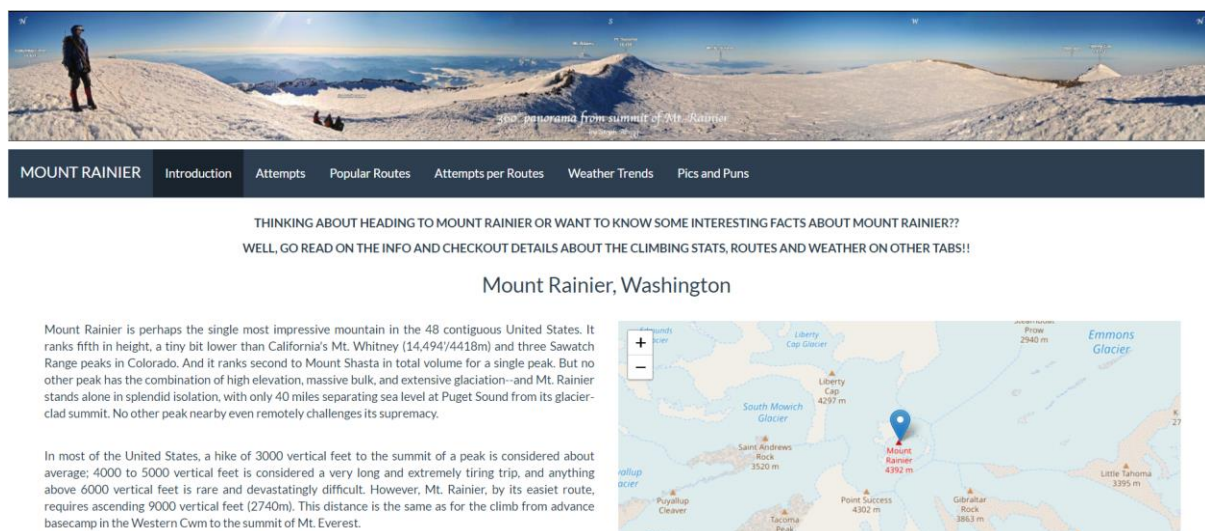 N
S
W
N
360° panorama from summit of Mt. Rainier
MOUNT RAINIER Introduction Attempts Popular Routes Attempts per Routes Weather Trends Pics and Puns
THINKING ABOUT HEADING TO MOUNT RAINIER OR WANT TO KNOW SOME INTERESTING FACTS ABOUT MOUNT RAINIER??
WELL, GO READ ON THE INFO AND CHECKOUT DETAILS ABOUT THE CLIMBING STATS, ROUTES AND WEATHER ON OTHER TABS!!
Mount Rainier, Washington
Mount Rainier is perhaps the single most impressive mountain in the 48 contiguous United States. It
ranks fifth in height, a tiny bit lower than California's Mt. Whitney (14,494'/4418m) and three Sawatch
Range peaks in Colorado. And it ranks second to Mount Shasta in total volume for a single peak. But no
other peak has the combination of high elevation, massive bulk, and extensive glaciation--and Mt. Rainier
stands alone in splendid isolation, with only 40 miles separating sea level at Puget Sound from its glacier-
clad summit. No other peak nearby even remotely challenges its supremacy.
In most of the United States, a hike of 3000 vertical feet to the summit of a peak is considered about
average; 4000 to 5000 vertical feet is considered a very long and extremely tiring trip, and anything
above 6000 vertical feet is rare and devastatingly difficult. However, Mt. Rainier, by its easiet route,
requires ascending 9000 vertical feet (2740m). This distance is the same as for the climb from advance
basecamp in the Western Cwm to the summit of Mt. Everest.
+
−
Liberty
Cap Glacier
Prow
2940 m
Emmons
Glacier
Liberty
Cap
4297 m
South Mowich
Glacier
Saint Andrews
Rock
3520 m
Mount
Rainier
4392 m
Little Tahoma
3395 m
Puyallup
Cleaver
Point Success
4302 m
Gibraltar
Rock
3863 m
Tacoma
Peak